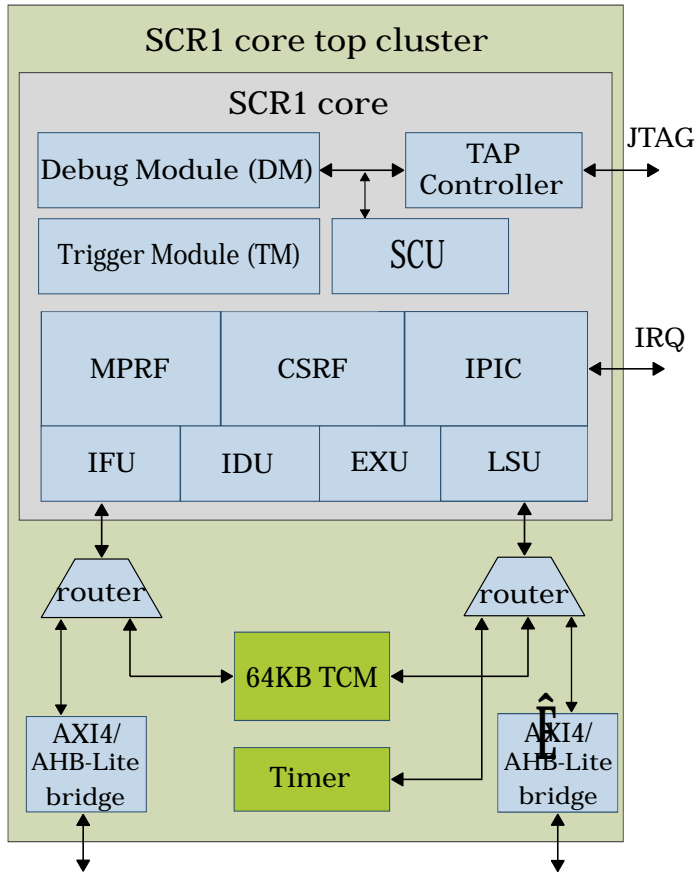 SCR1 core top cluster
SCR1 core
Debug Module (DM)
TAP
Controller
JTAG
Trigger Module (TM)
SCU
MPRF
CSRF
IPIC
IRQ
IFU
IDU
EXU
LSU
router
router
64KB TCM
AXI4/
AHB-Lite
bridge
Timer
Ê
AXI4/
AHB-Lite
bridge